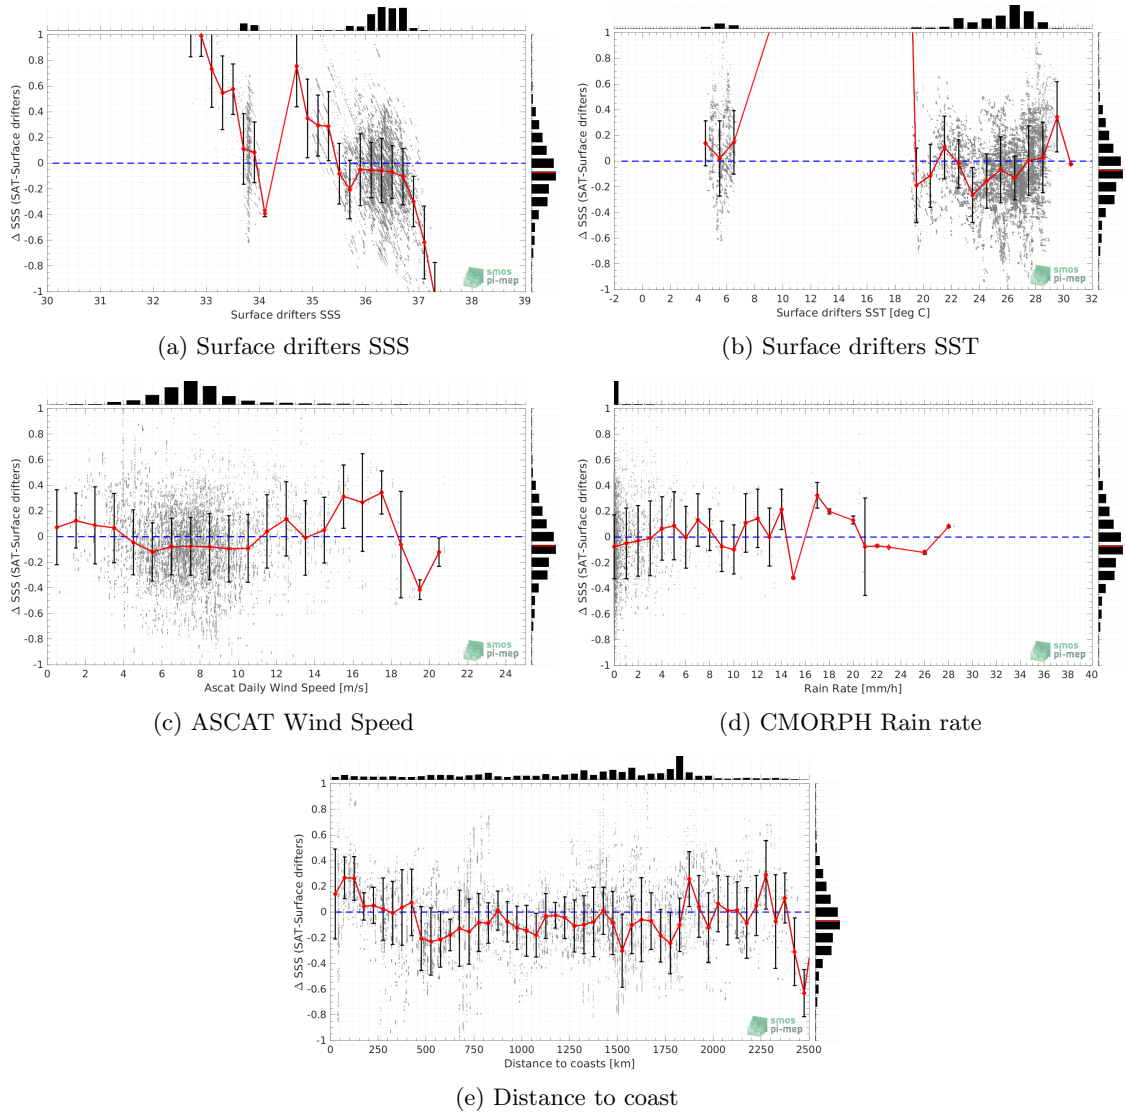 1
0.8
0.6
0.4
0.2
0
-0.2
-0.4
-0.6
-0.8
-1
Δ SSS (SAT-Surface drifters)
30 31 32 33 34 35 36 37 38 39
Surface drifters SSS
smos
pi-mep
(a) Surface drifters SSS
1
0.8
0.6
0.4
0.2
0
-0.2
-0.4
-0.6
-0.8
-1
Δ SSS (SAT-Surface drifters)
-2 0 2 4 6 8 10 12 14 16 18 20 22 24 26 28 30 32
Surface drifters SST [deg C]
smos
pi-mep
(b) Surface drifters SST
1
0.8
0.6
0.4
0.2
0
-0.2
-0.4
-0.6
-0.8
-1
Δ SSS (SAT-Surface drifters)
0 2 4 6 8 10 12 14 16 18 20 22 24
Ascat Daily Wind Speed [m/s]
smos
pi-mep
(c) ASCAT Wind Speed
1
0.8
0.6
0.4
0.2
0
-0.2
-0.4
-0.6
-0.8
-1
Δ SSS (SAT-Surface drifters)
0 2 4 6 8 10 12 14 16 18 20 22 24 26 28 30 32 34 36 38 40
Rain Rate [mm/h]
smos
pi-mep
(d) CMORPH Rain rate
1
0.8
0.6
0.4
0.2
0
-0.2
-0.4
-0.6
-0.8
-1
Δ SSS (SAT-Surface drifters)
0 250 500 750 1000 1250 1500 1750 2000 2250 2500
Distance to coasts [km]
smos
pi-mep
(e) Distance to coast